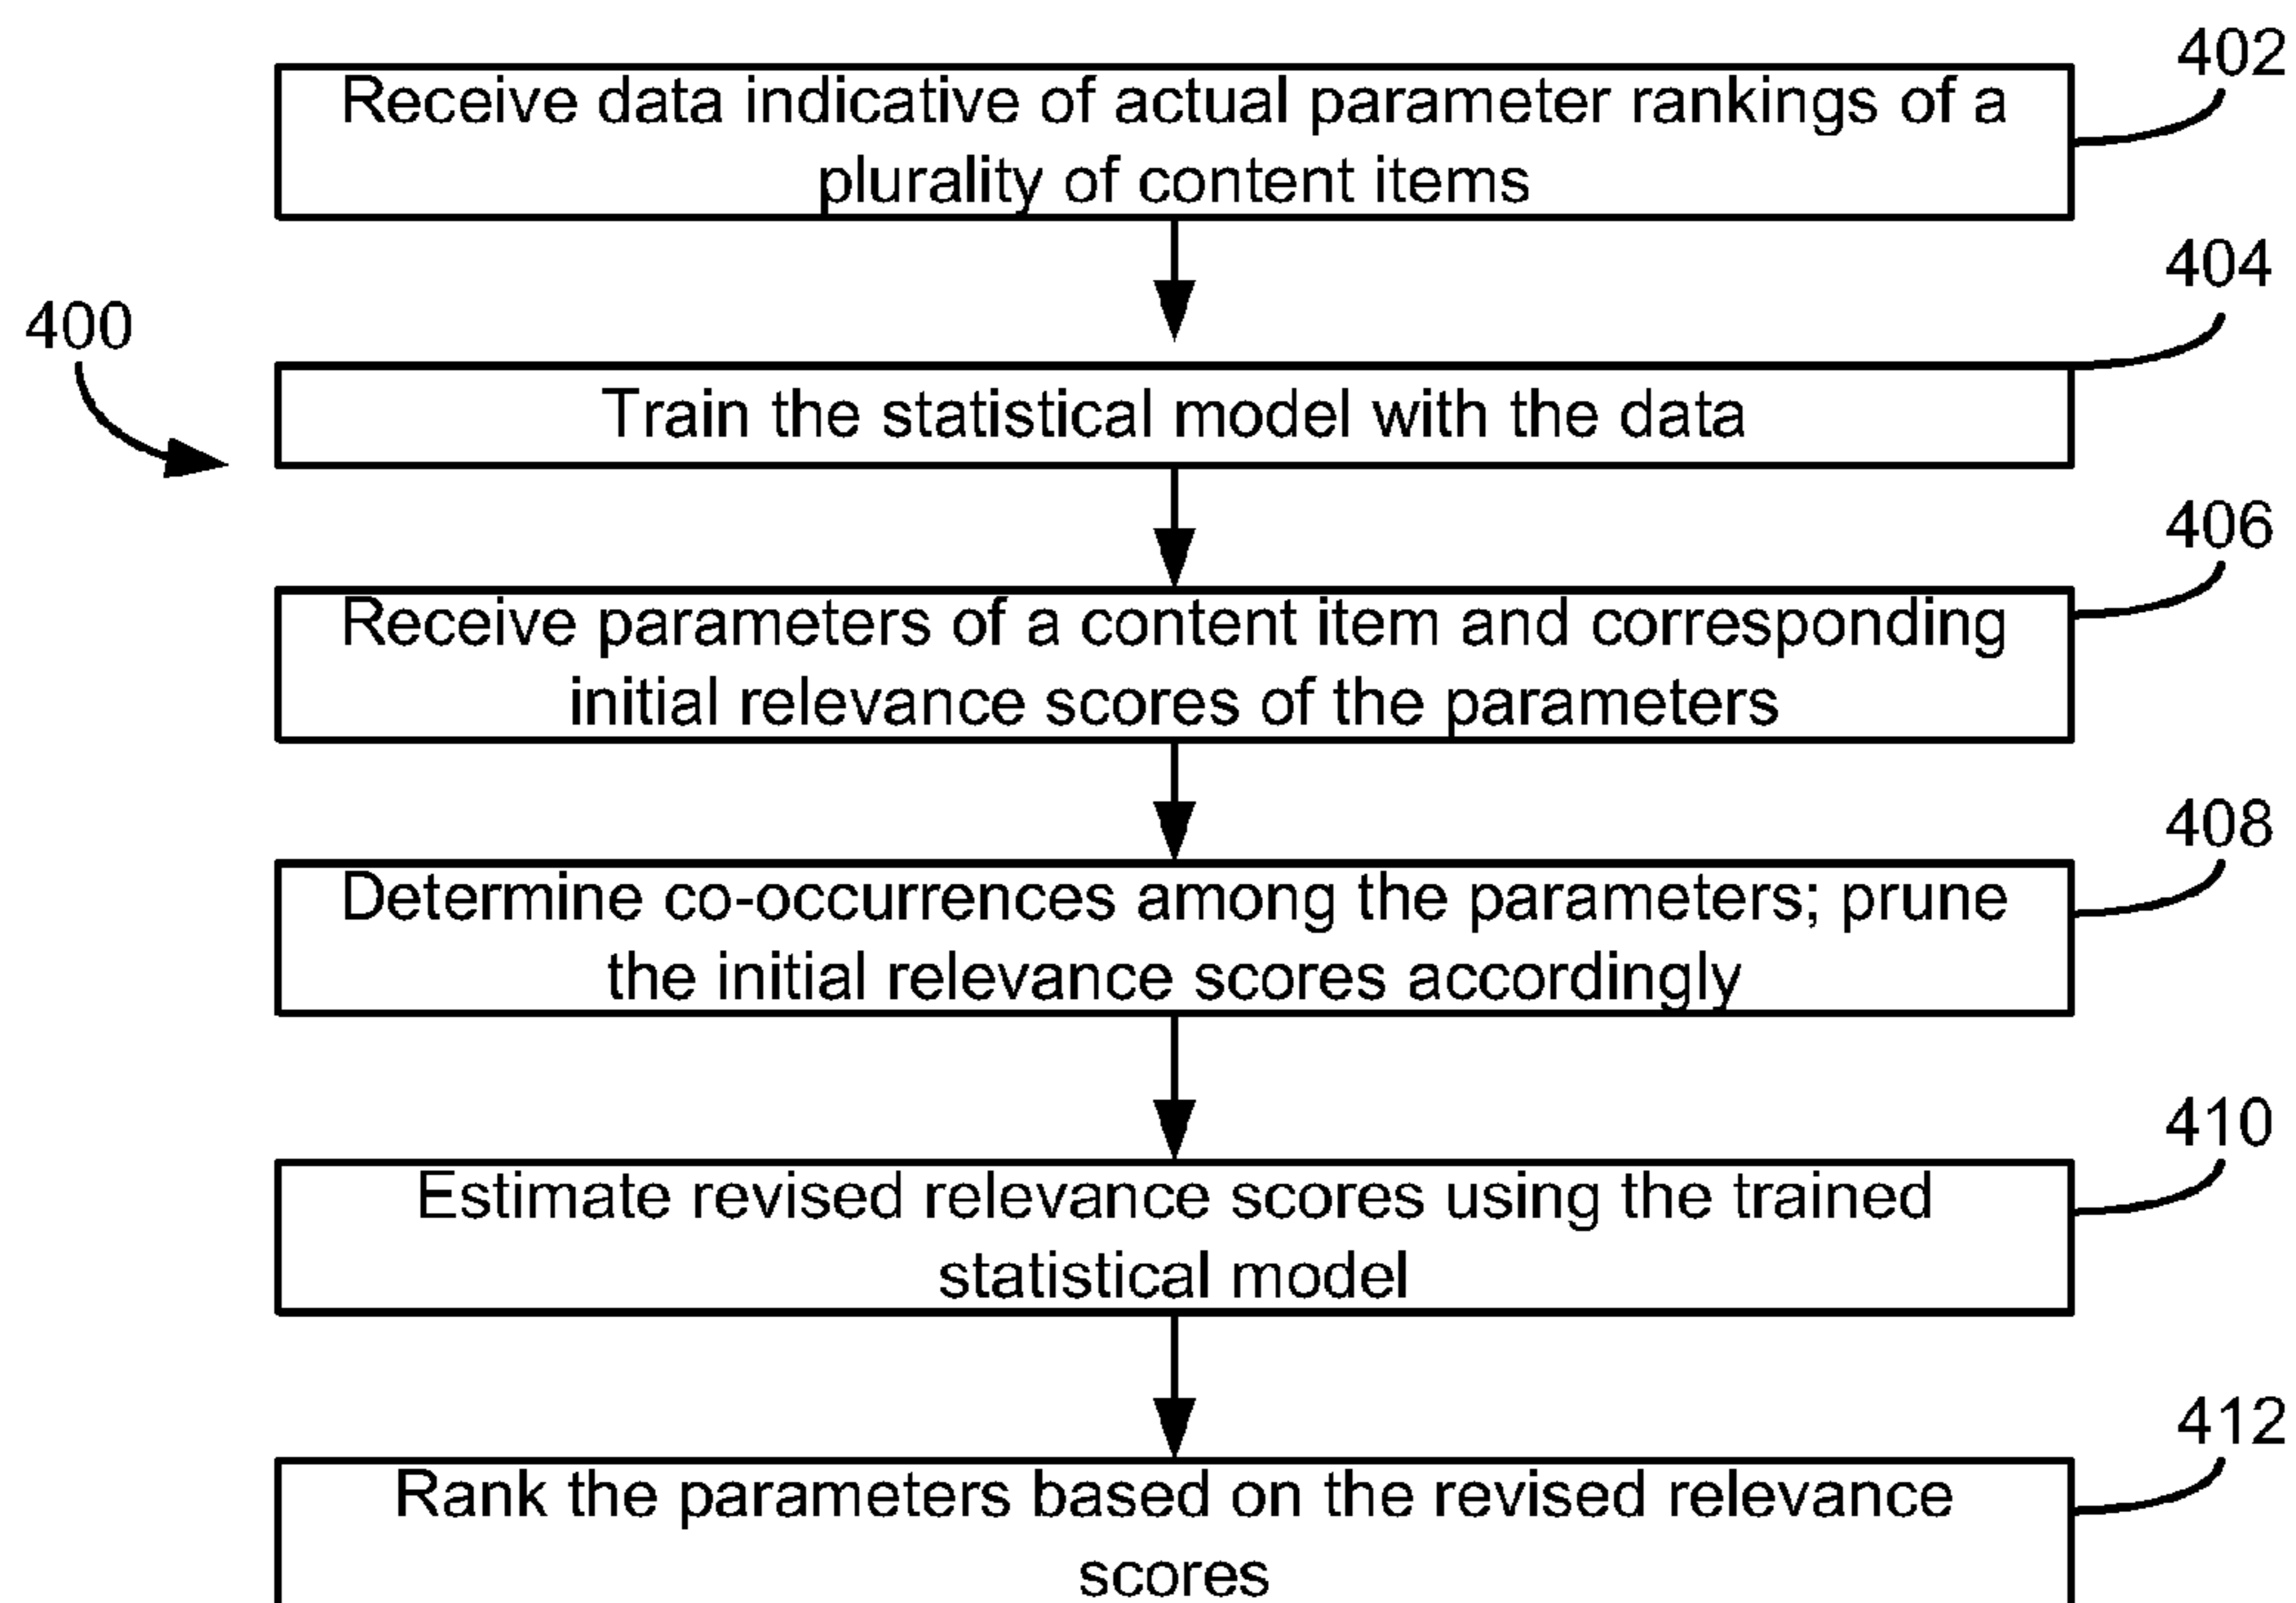 402
Receive data indicative of actual parameter rankings of a
plurality of content items
404
400
Train the statistical model with the data
406
Receive parameters of a content item and corresponding
initial relevance scores of the parameters
408
Determine co-occurrences among the parameters; prune
the initial relevance scores accordingly
410
Estimate revised relevance scores using the trained
statistical model
412
Rank the parameters based on the revised relevance
scores